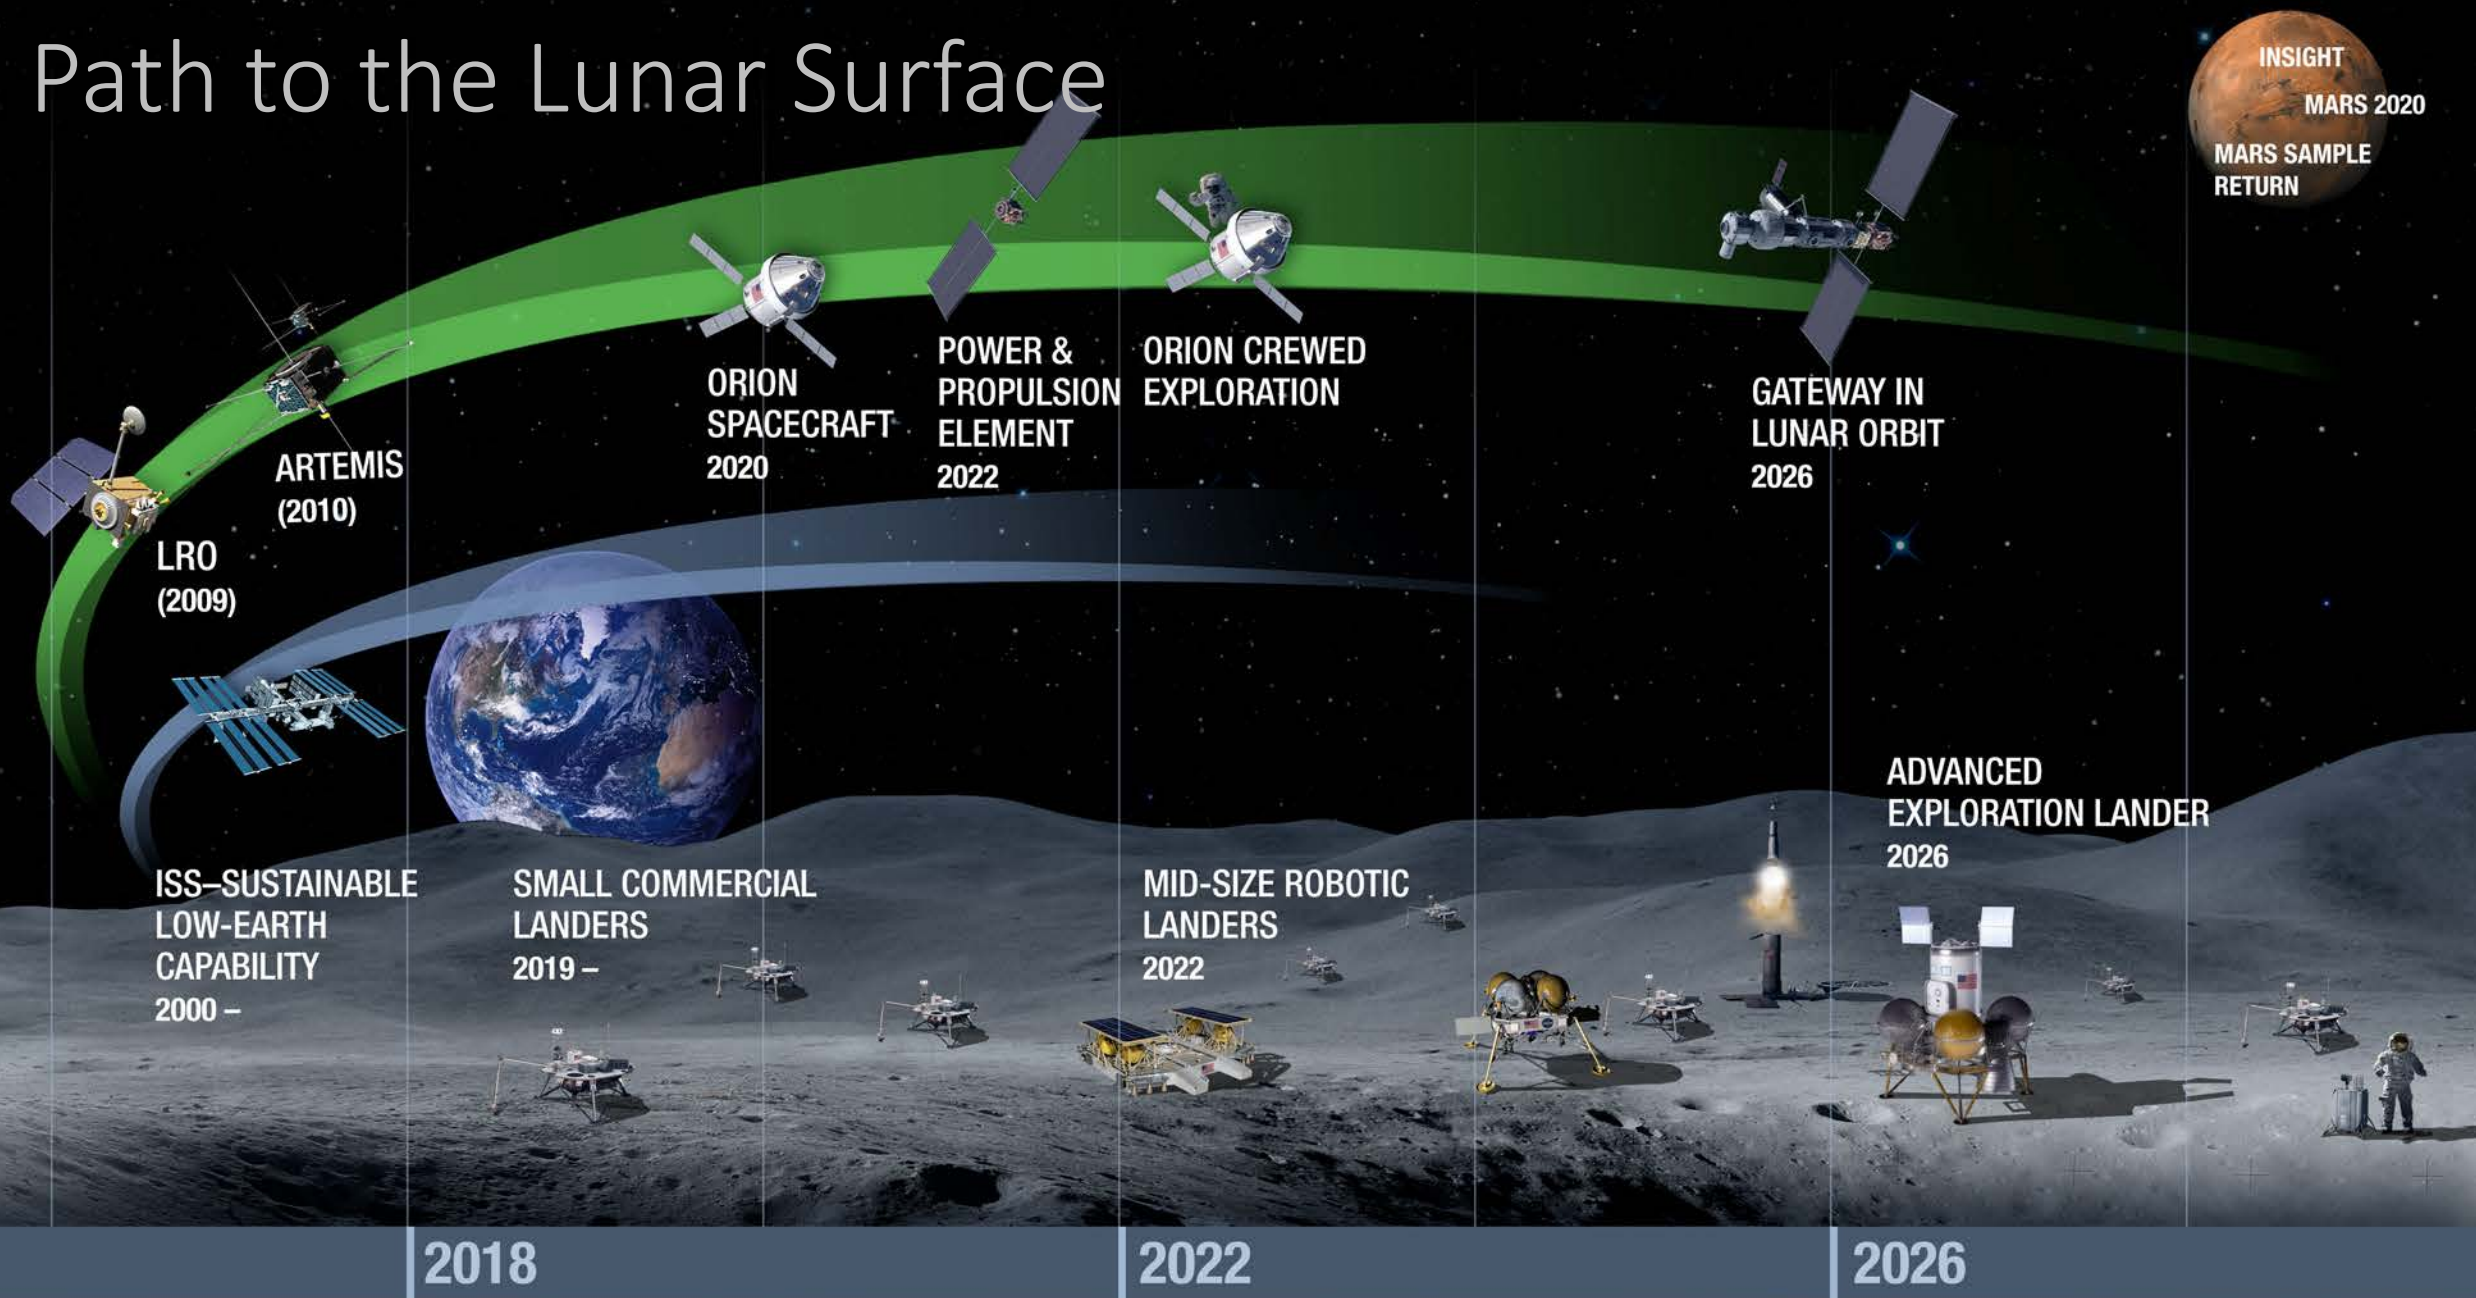 Path to the Lunar Surface
INSIGHT
MARS 2020
MARS SAMPLE
RETURN
LRO
(2009)
ARTEMIS
(2010)
ORION
SPACECRAFT
2020
POWER &
PROPULSION
ELEMENT
2022
ORION CREWED
EXPLORATION
GATEWAY IN
LUNAR ORBIT
2026
ISS–SUSTAINABLE
LOW-EARTH
CAPABILITY
2000 –
SMALL COMMERCIAL
LANDERS
2019 –
MID-SIZE ROBOTIC
LANDERS
2022
ADVANCED
EXPLORATION LANDER
2026
2018
2022
2026